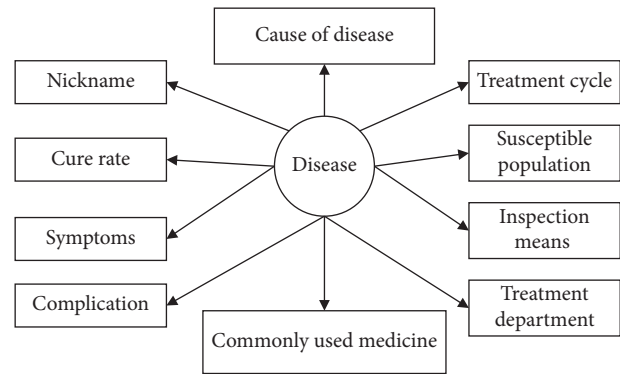 Cause of disease
Nickname
Treatment cycle
Cure rate
Disease
Susceptible
population
Symptoms
Inspection
means
Complication
Treatment
department
Commonly used medicine